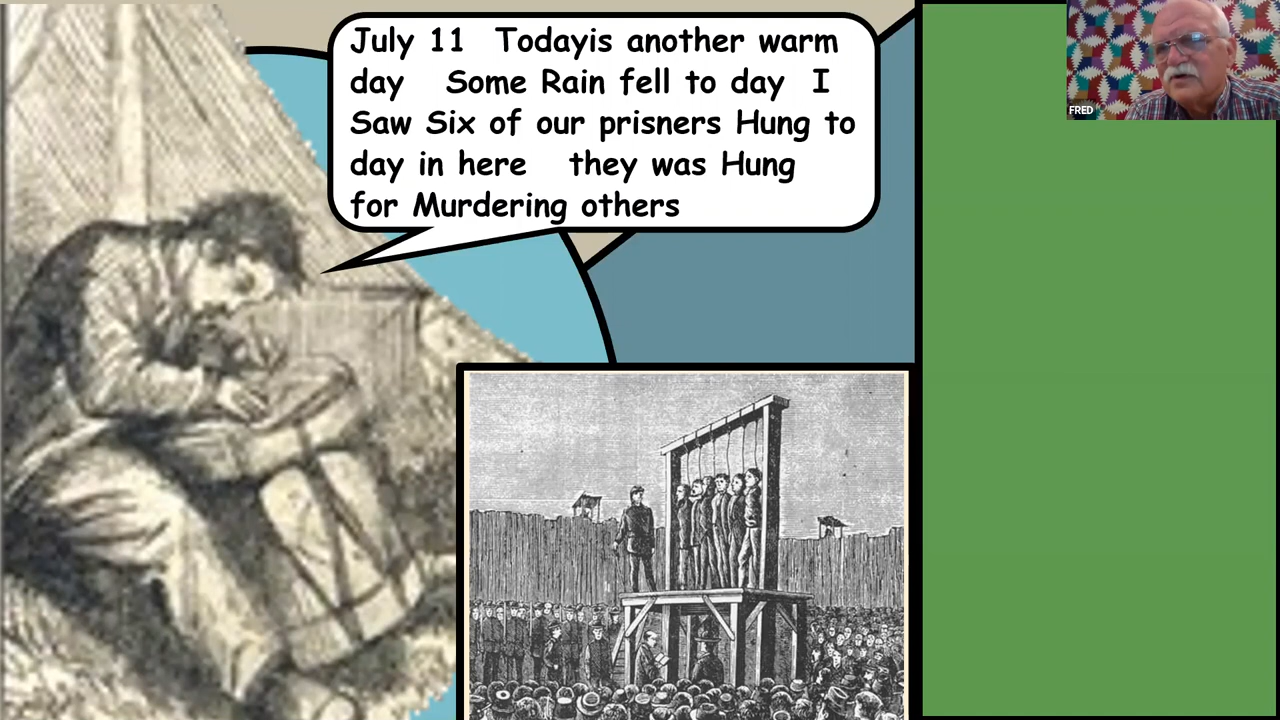 July 11 Todayis another warm
day Some Rain fell to day I
Saw Six of our prisners Hung to
day in here they was Hung
for Murdering others
FRED